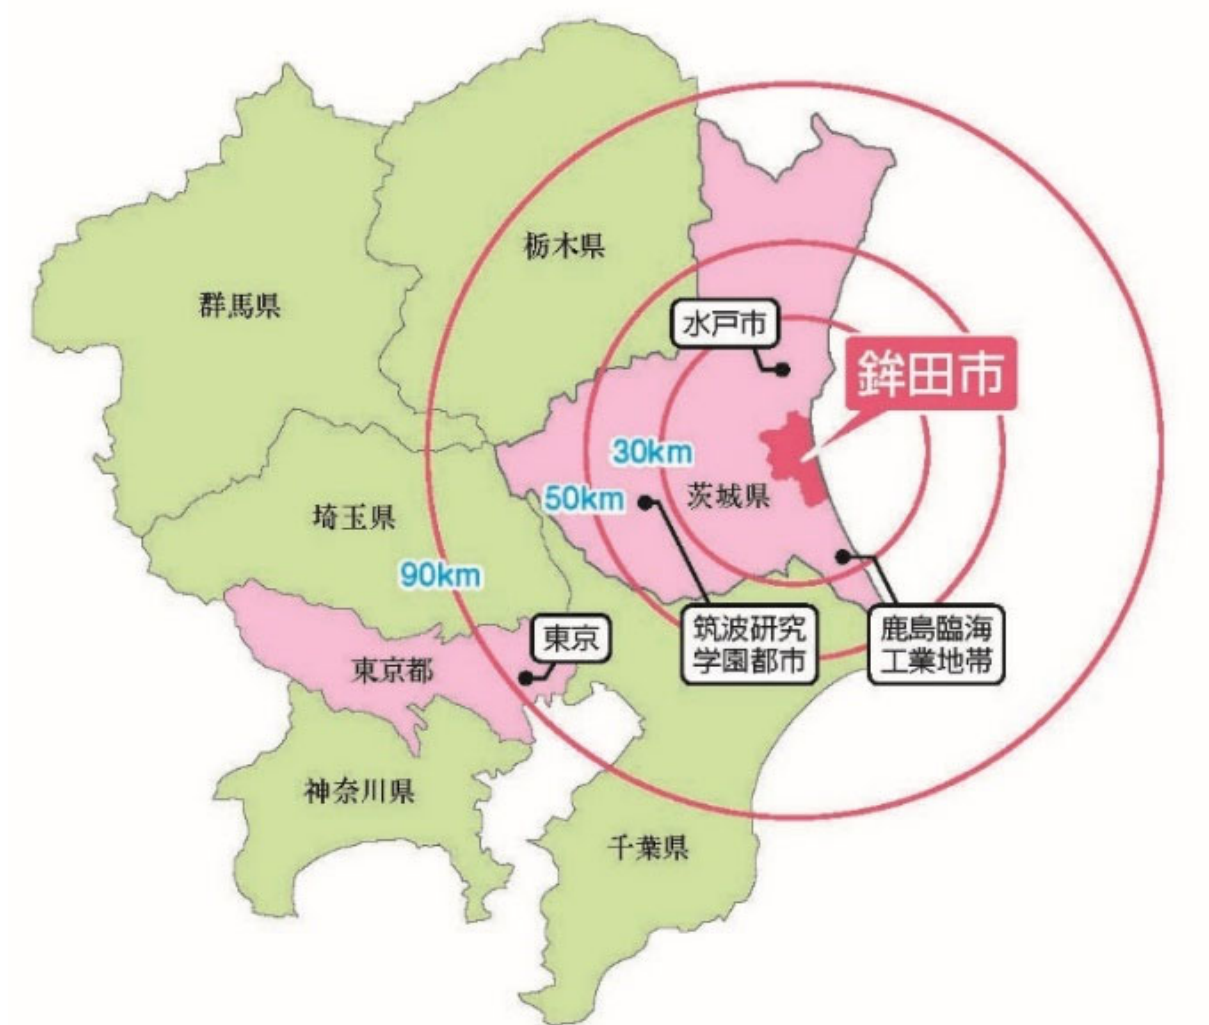 栃木県
群馬県
水戸市
鉾田市
30km
50km
茨城県
埼玉県
90km
東京
筑波研究
学園都市
鹿島臨海
工業地帯
東京都
神奈川県
千葉県